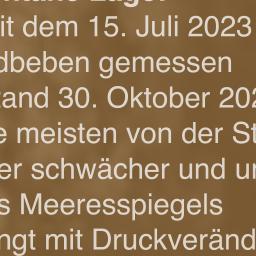 it dem 15. Juli 2023
dbeben gemessen
tand 30. Oktober 202
e meisten von der St
er schwächer und u
s Meeresspiegels
ngt mit Druckveränd